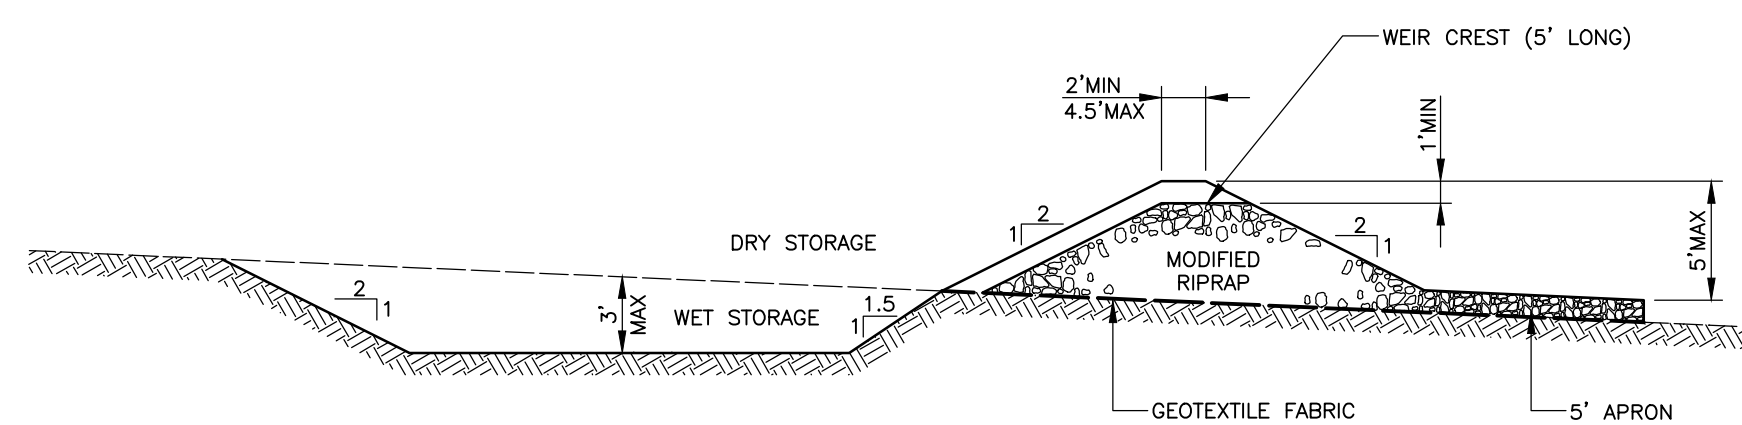 WEIR CREST (5' LONG)
2'MIN
4.5'MAX
1'MIN
2
1
DRY STORAGE
MODIFIED
RIPRAP
2
1
5'MAX
2
1
3'
MAX
WET STORAGE
1.5
1
GEOTEXTILE FABRIC
5' APRON